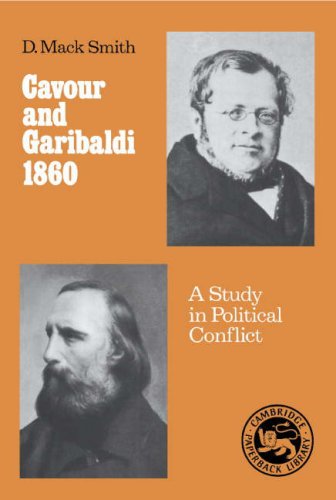 D. Mack Smith
Cavour
and
Garibaldi
1860
A Study
in Political
Conflict
CAMBRIDGE
PAPERBACK LIBRARY